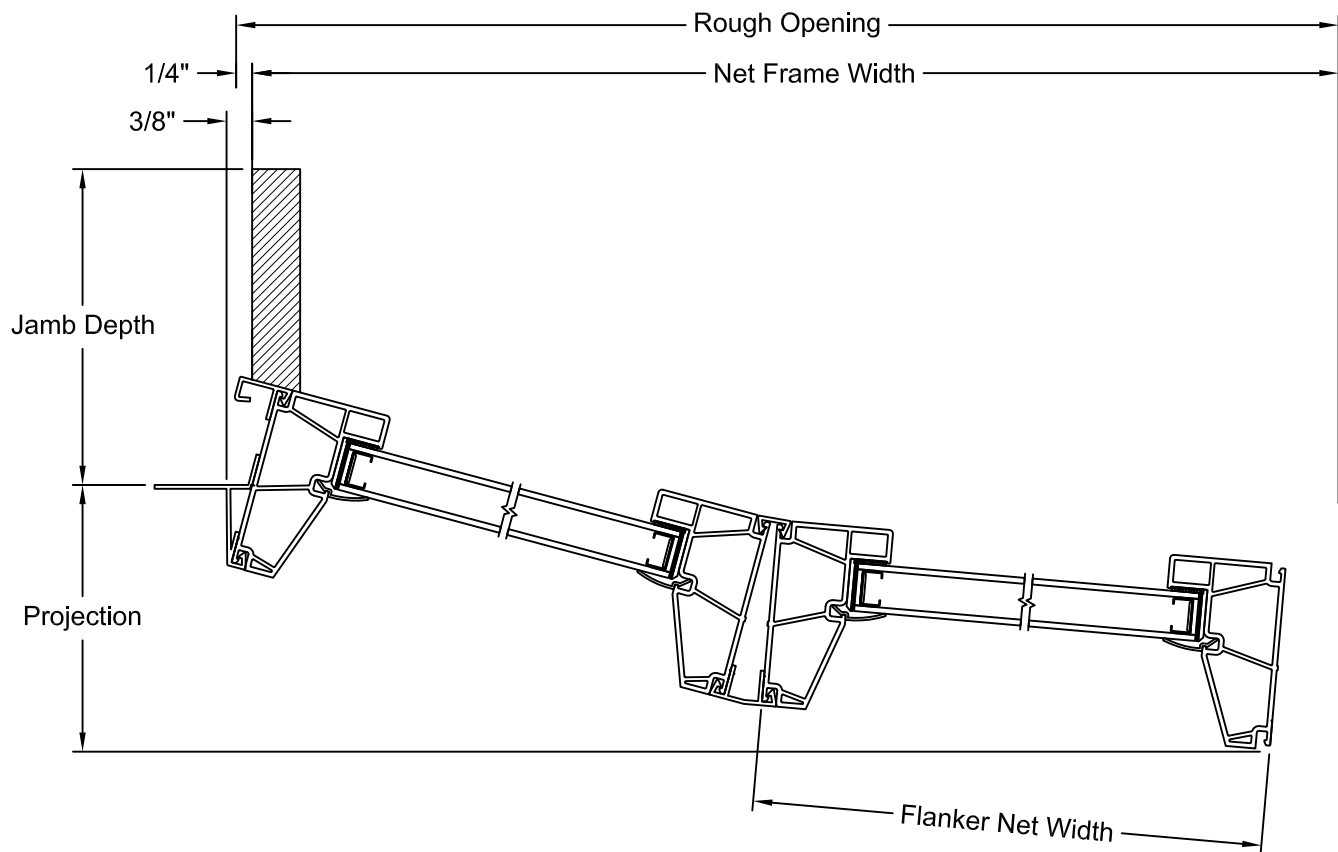 Rough Opening
1/4"
Net Frame Width
3/8"
Jamb Depth
Projection
Flanker Net Width